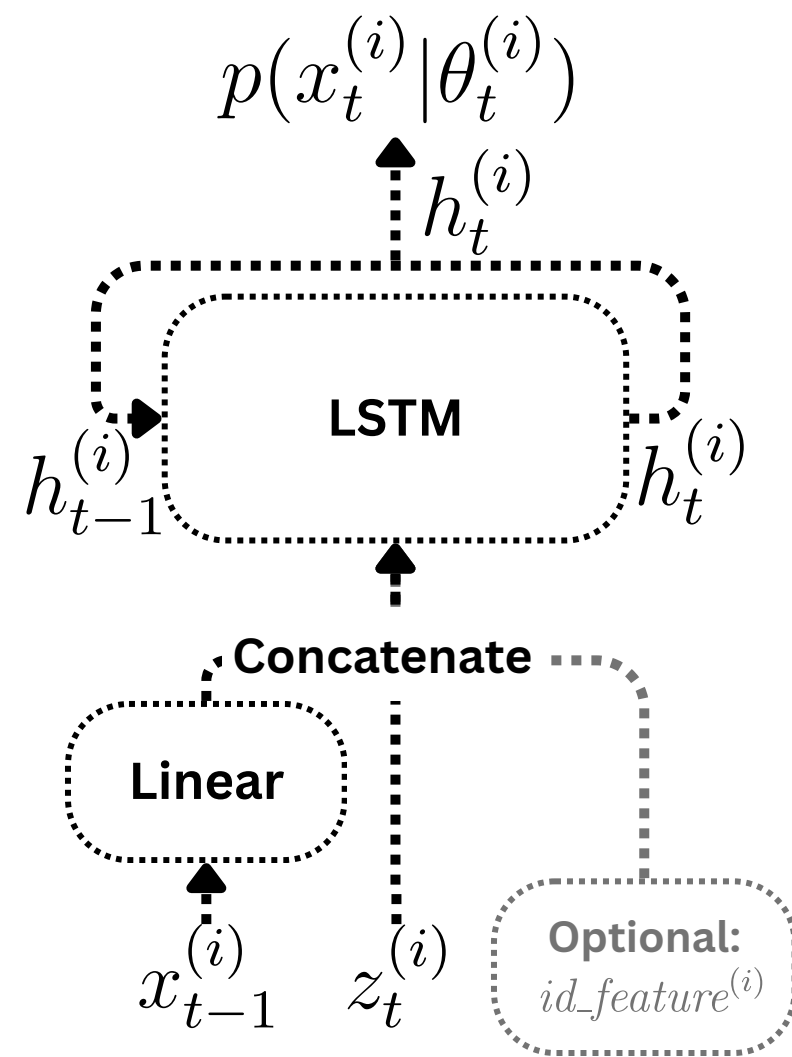 p(x_t^{(i)}|θ_t^{(i)})
h_t^{(i)}
LSTM
h_{t-1}^{(i)}
h_t^{(i)}
Concatenate
Linear
Optional:
id_feature^{(i)}
x_{t-1}^{(i)}
z_t^{(i)}